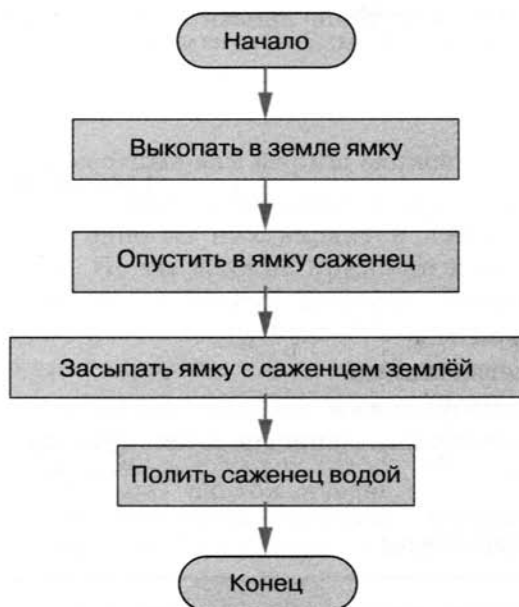 Начало
Выкопать в земле ямку
Опустить в ямку саженец
Засыпать ямку с саженцем землёй
Полить саженец водой
Конец